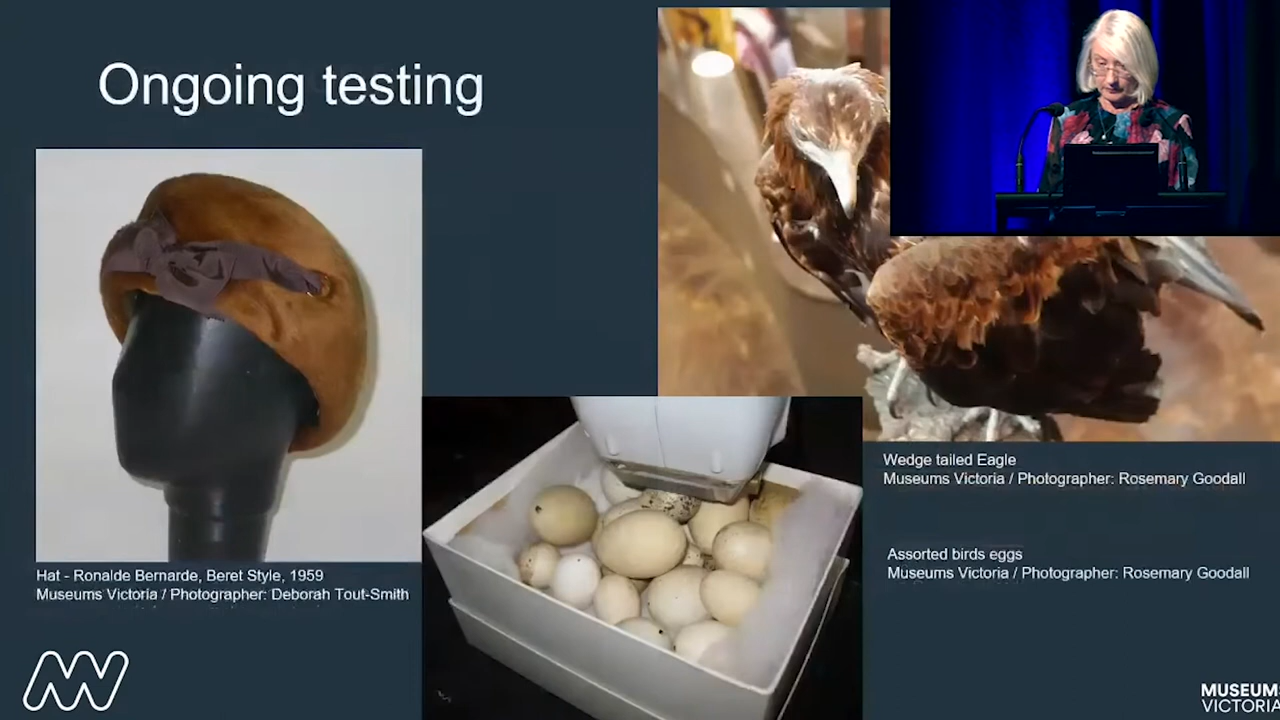 Ongoing testing
Hat - Ronalde Bernarde, Beret Style, 1959
Museums Victoria / Photographer: Deborah Tout-Smith
Wedge tailed Eagle
Museums Victoria / Photographer: Rosemary Goodall
Assorted birds eggs
Museums Victoria / Photographer: Rosemary Goodall
MUSEUM
VICTORIA